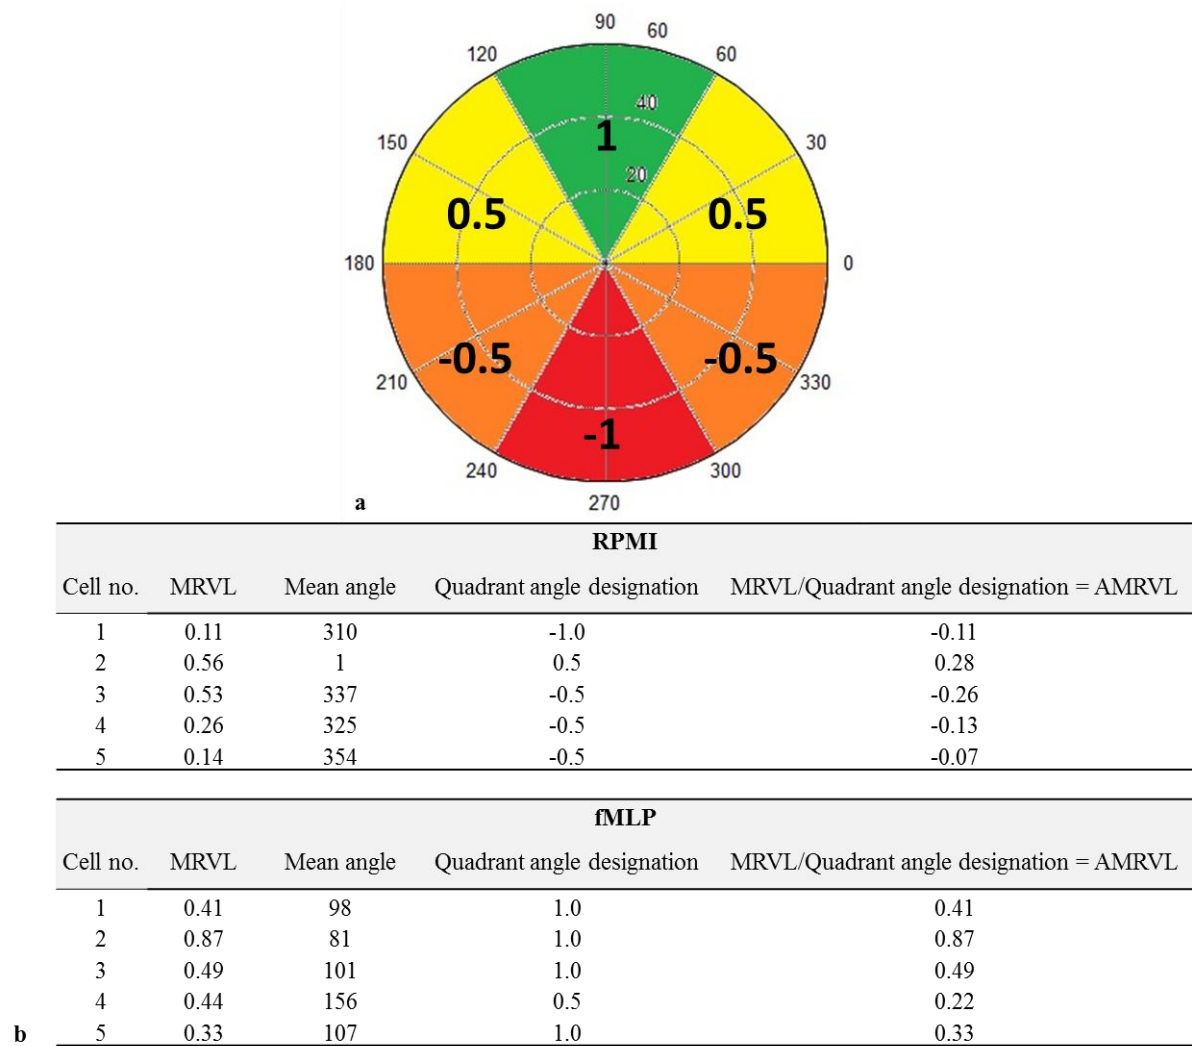 90
60
120
60
40
1
150
30
20
0.5
0.5
180
0
-0.5
-0.5
210
330
-1
240
300
a
270
RPMI
Cell no. MRVL Mean angle Quadrant angle designation MRVL/Quadrant angle designation = AMRVL
1 0.11 310 -1.0 -0.11
2 0.56 1 0.5 0.28
3 0.53 337 -0.5 -0.26
4 0.26 325 -0.5 -0.13
5 0.14 354 -0.5 -0.07
fMLP
Cell no. MRVL Mean angle Quadrant angle designation MRVL/Quadrant angle designation = AMRVL
1 0.41 98 1.0 0.41
2 0.87 81 1.0 0.87
3 0.49 101 1.0 0.49
4 0.44 156 0.5 0.22
b 5 0.33 107 1.0 0.33